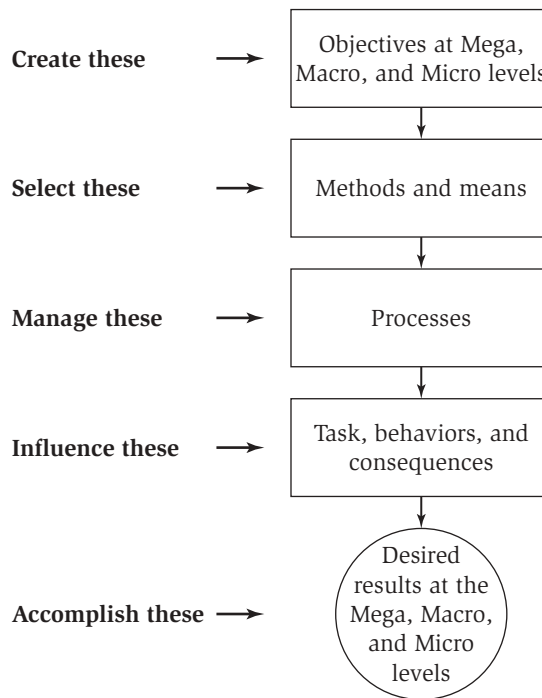 Create these
Objectives at Mega,
Macro, and Micro levels
Select these
Methods and means
Manage these
Processes
Influence these
Task, behaviors, and
consequences
Accomplish these
Desired
results at the
Mega, Macro,
and Micro
levels